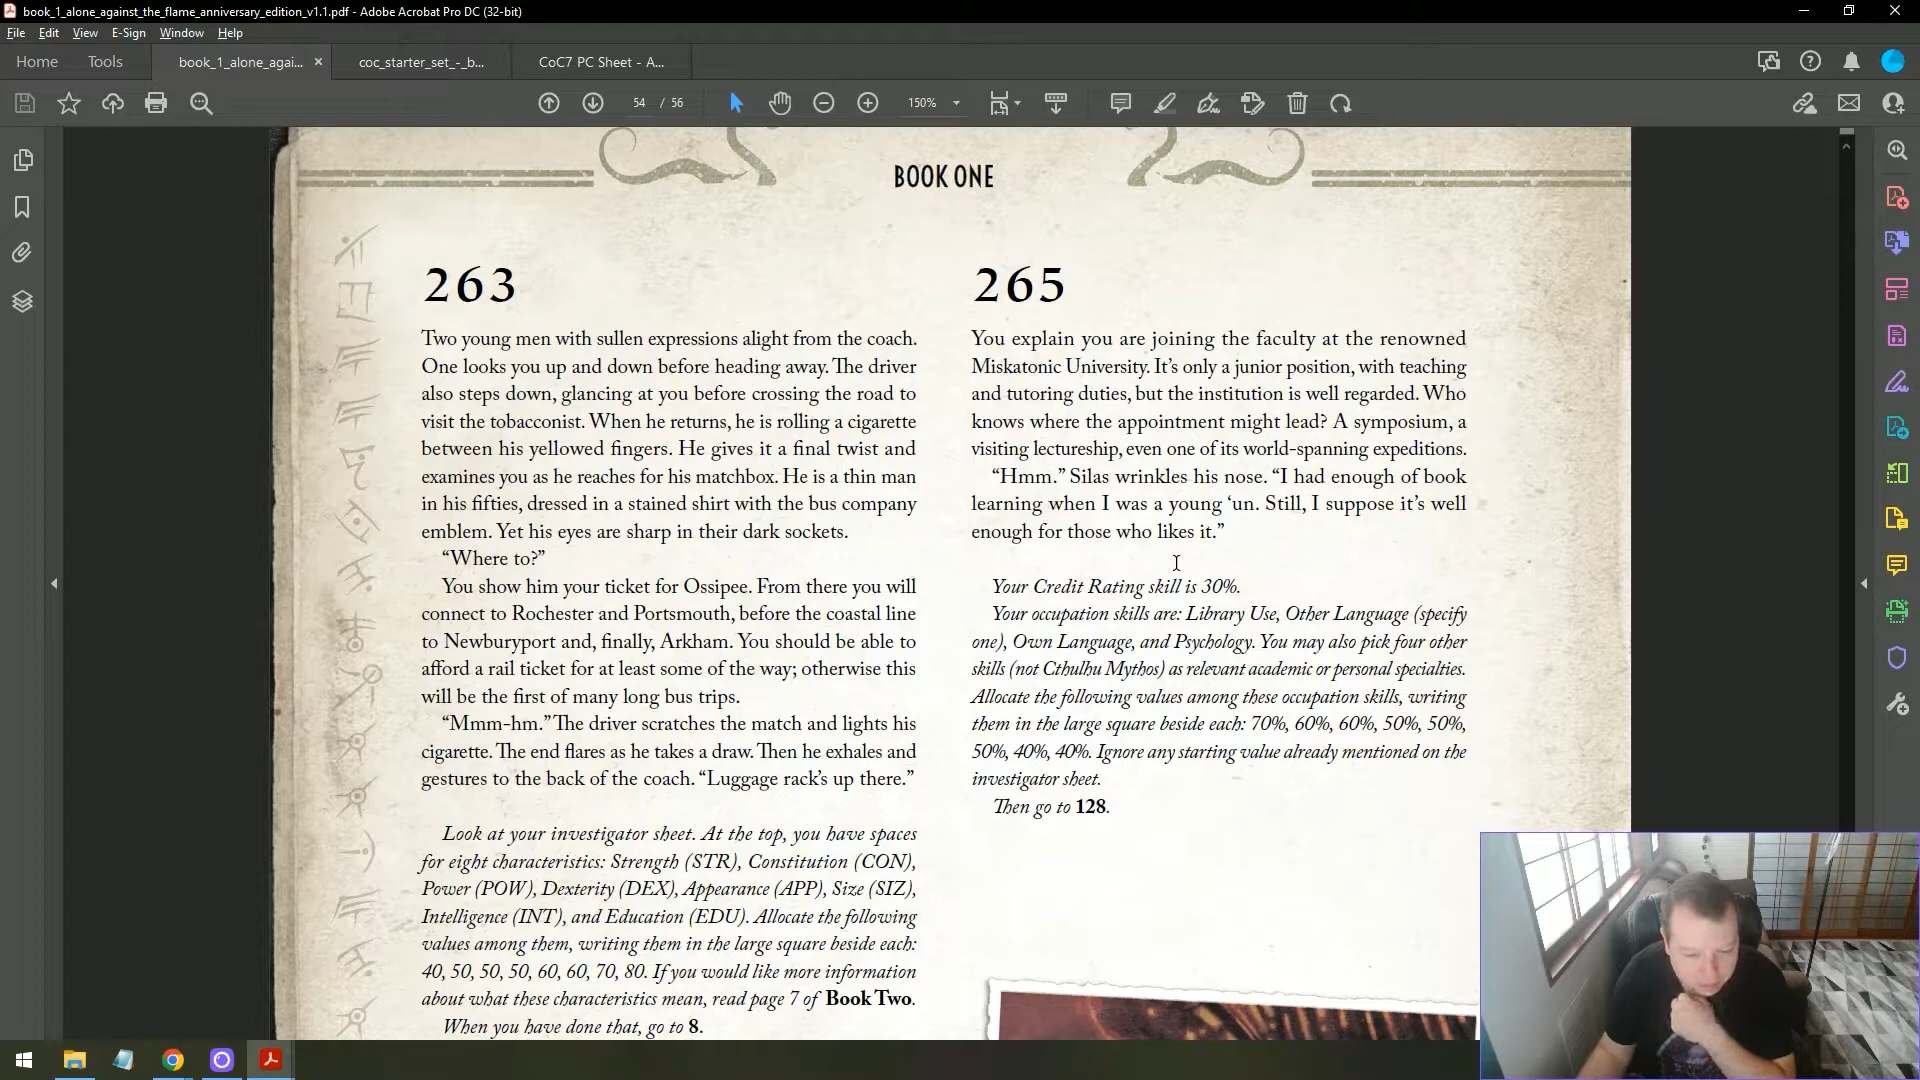 book_1_alone_against_the_flame_anniversary_edition_v1.1.pdf - Adobe Acrobat Pro DC (32-bit)
File Edit View E-Sign Window Help
Home Tools book_1_alone_agai... × coc_starter_set_-_b... CoC7 PC Sheet - A...
54 / 56 150%
BOOK ONE
263
Two young men with sullen expressions alight from the coach.
One looks you up and down before heading away. The driver
also steps down, glancing at you before crossing the road to
visit the tobacconist. When he returns, he is rolling a cigarette
between his yellowed fingers. He gives it a final twist and
examines you as he reaches for his matchbox. He is a thin man
in his fifties, dressed in a stained shirt with the bus company
emblem. Yet his eyes are sharp in their dark sockets.
“Where to?”
You show him your ticket for Ossipee. From there you will
connect to Rochester and Portsmouth, before the coastal line
to Newburyport and, finally, Arkham. You should be able to
afford a rail ticket for at least some of the way; otherwise this
will be the first of many long bus trips.
“Mmm-hm.” The driver scratches the match and lights his
cigarette. The end flares as he takes a draw. Then he exhales and
gestures to the back of the coach. “Luggage rack’s up there.”
Look at your investigator sheet. At the top, you have spaces
for eight characteristics: Strength (STR), Constitution (CON),
Power (POW), Dexterity (DEX), Appearance (APP), Size (SIZ),
Intelligence (INT), and Education (EDU). Allocate the following
values among them, writing them in the large square beside each:
40, 50, 50, 50, 60, 60, 70, 80. If you would like more information
about what these characteristics mean, read page 7 of Book Two.
When you have done that, go to 8.
265
You explain you are joining the faculty at the renowned
Miskatonic University. It’s only a junior position, with teaching
and tutoring duties, but the institution is well regarded. Who
knows where the appointment might lead? A symposium, a
visiting lectureship, even one of its world-spanning expeditions.
“Hmm.” Silas wrinkles his nose. “I had enough of book
learning when I was a young ‘un. Still, I suppose it’s well
enough for those who likes it.”
Your Credit Rating skill is 30%.
Your occupation skills are: Library Use, Other Language (specify
one), Own Language, and Psychology. You may also pick four other
skills (not Cthulhu Mythos) as relevant academic or personal specialties.
Allocate the following values among these occupation skills, writing
them in the large square beside each: 70%, 60%, 60%, 50%, 50%,
50%, 40%, 40%. Ignore any starting value already mentioned on the
investigator sheet.
Then go to 128.